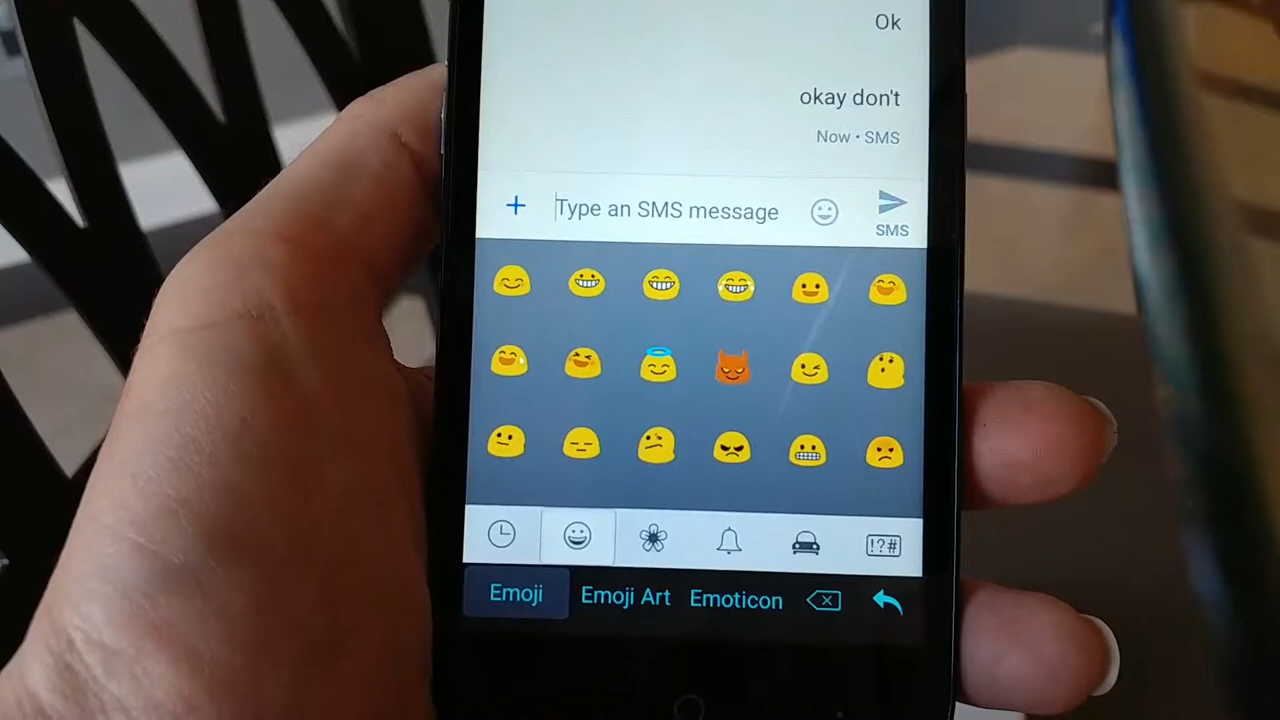 Ok
okay don't
Now • SMS
Type an SMS message
SMS
!?#
Emoji Emoji Art Emoticon